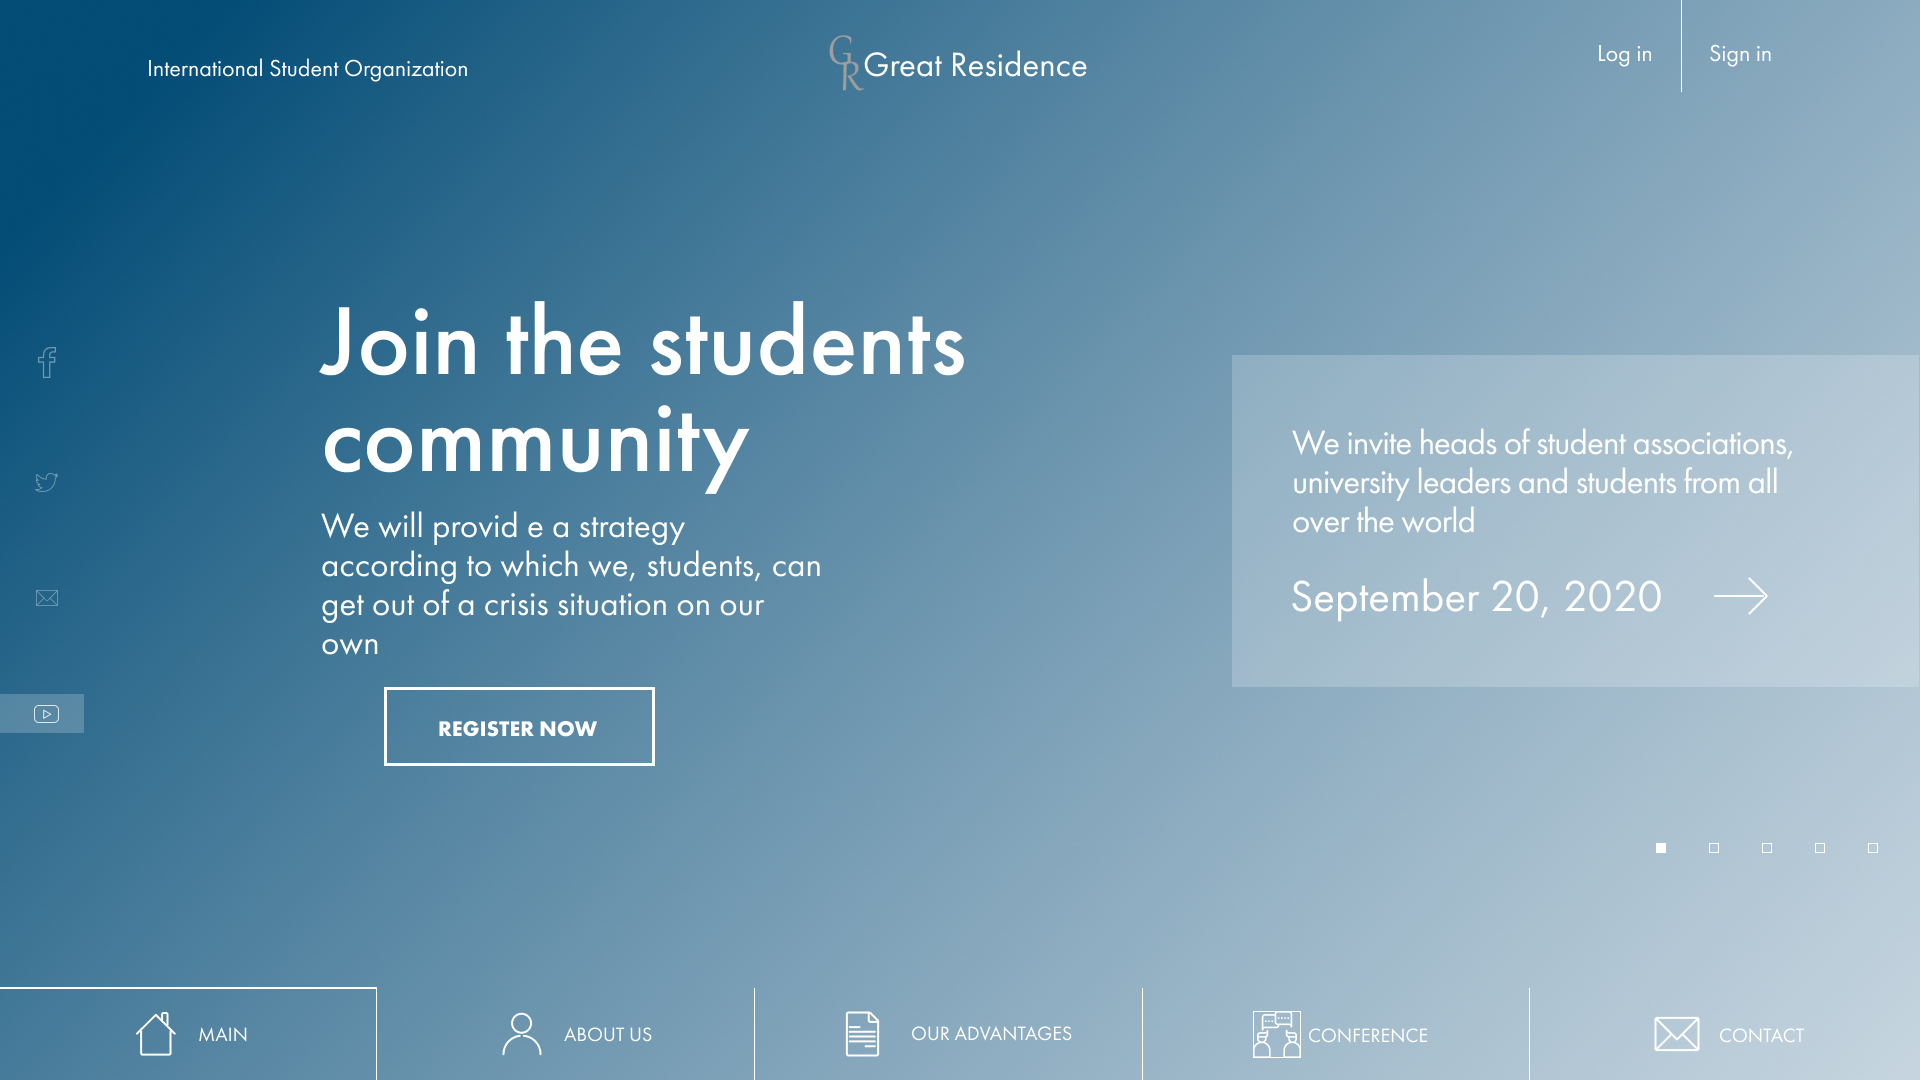 International Student Organization
GR Great Residence
Log in
Sign in
Join the students
community
We will provid e a strategy
according to which we, students, can
get out of a crisis situation on our
own
REGISTER NOW
We invite heads of student associations,
university leaders and students from all
over the world
September 20, 2020
MAIN
ABOUT US
OUR ADVANTAGES
CONFERENCE
CONTACT